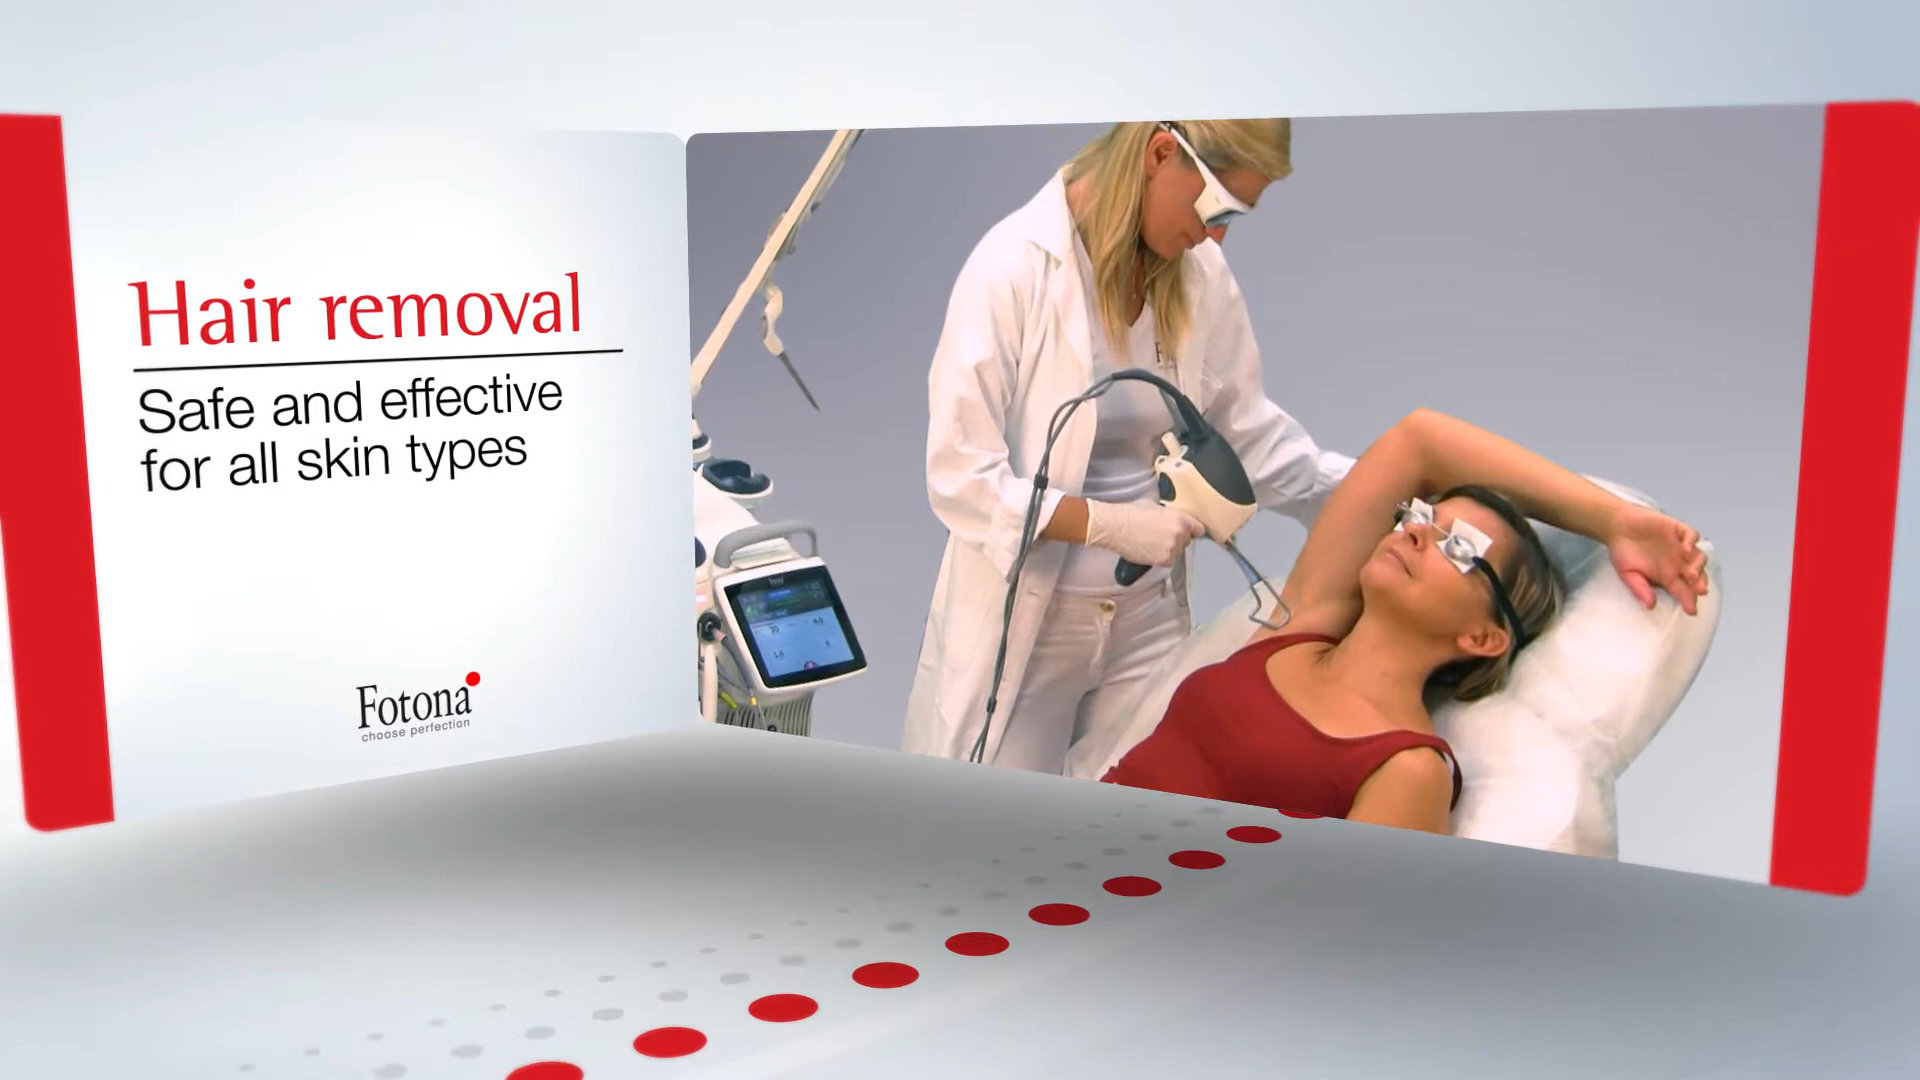 Hair removal
Safe and effective
for all skin types
Fotona
choose perfection